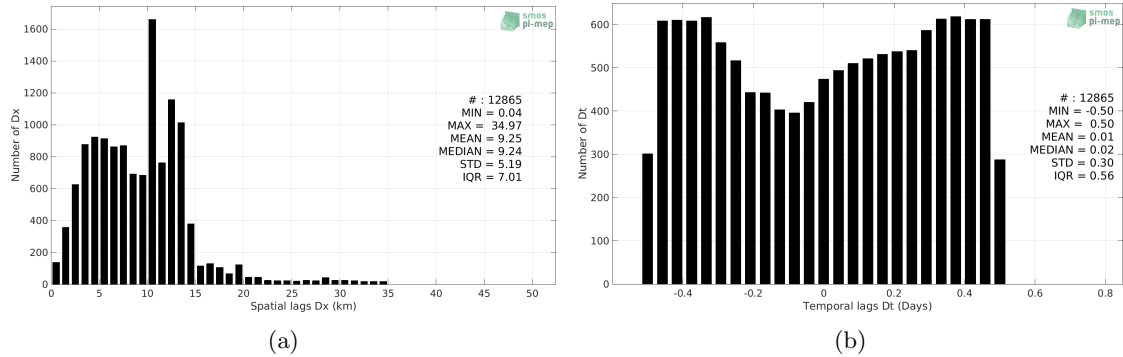 1600
1400
1200
1000
800
600
400
200
0
Number of Dx
0 5 10 15 20 25 30 35 40 45 50
Spatial lags Dx (km)
smos
pi-mep
# : 12865
MIN = 0.04
MAX = 34.97
MEAN = 9.25
MEDIAN = 9.24
STD = 5.19
IQR = 7.01
(a)
600
500
400
300
200
100
0
Number of Dt
-0.4 -0.2 0 0.2 0.4 0.6 0.8
Temporal lags Dt (Days)
smos
pi-mep
# : 12865
MIN = -0.50
MAX = 0.50
MEAN = 0.01
MEDIAN = 0.02
STD = 0.30
IQR = 0.56
(b)